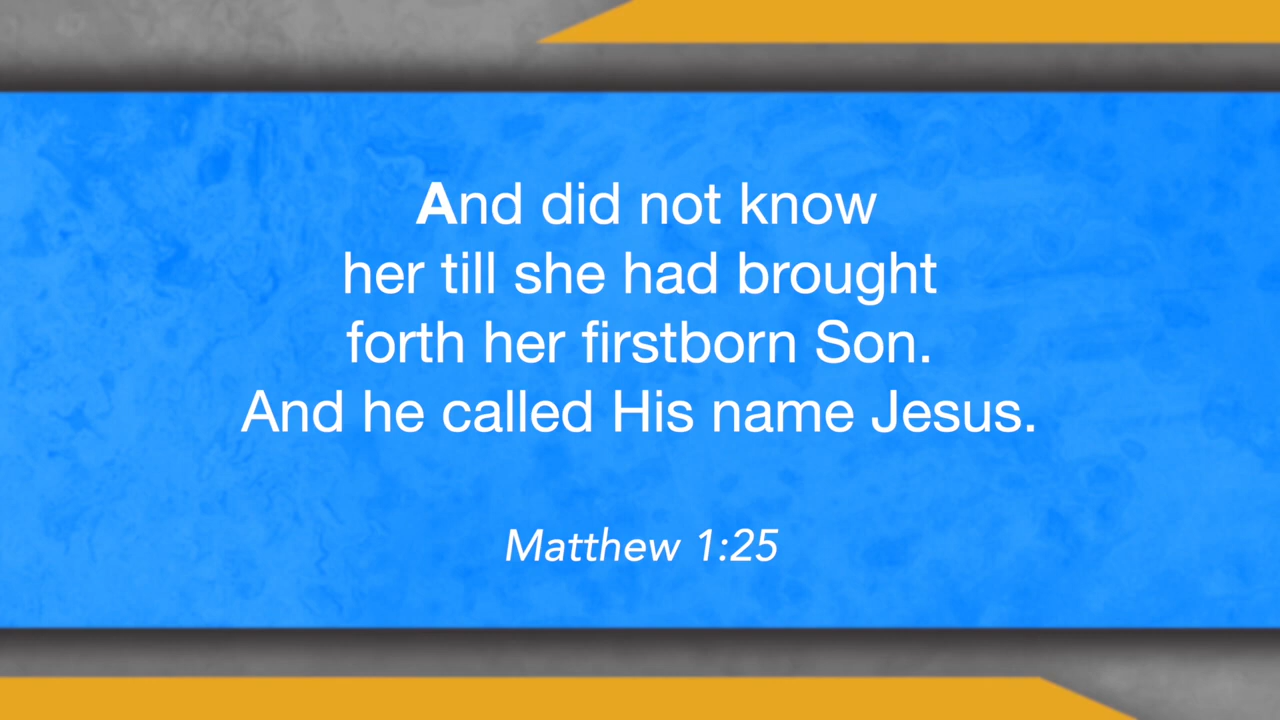 And did not know
her till she had brought
forth her firstborn Son.
And he called His name Jesus.
Matthew 1:25